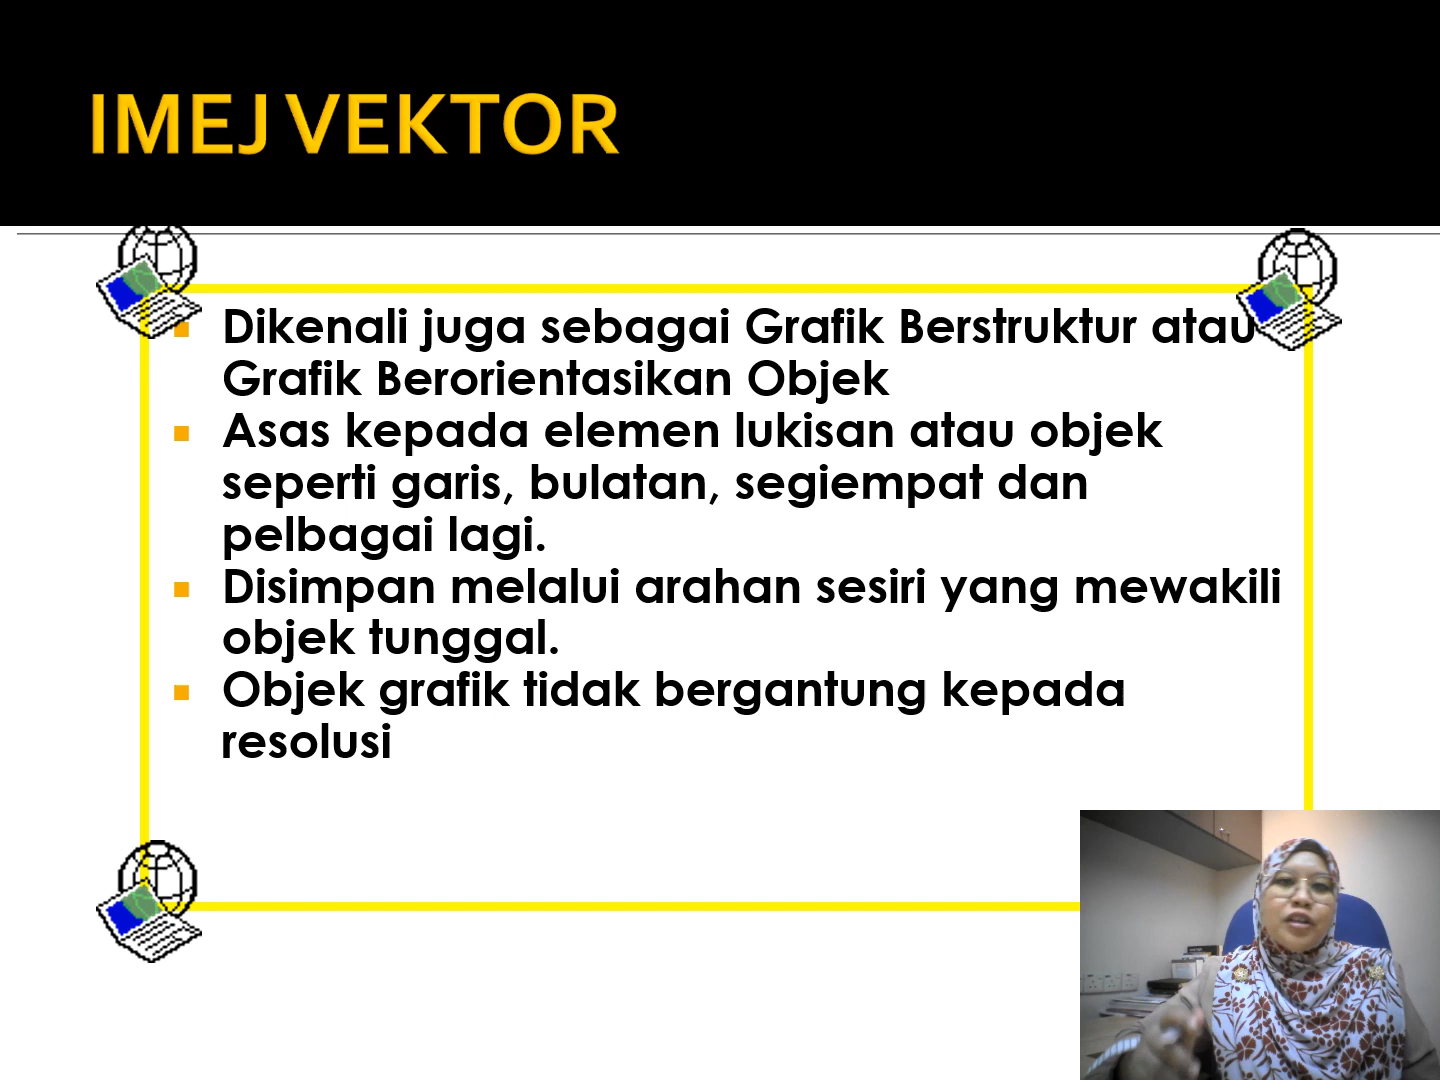 IMEJ VEKTOR
Dikenali juga sebagai Grafik Berstruktur atau
Grafik Berorientasikan Objek
Asas kepada elemen lukisan atau objek
seperti garis, bulatan, segiempat dan
pelbagai lagi.
Disimpan melalui arahan sesiri yang mewakili
objek tunggal.
Objek grafik tidak bergantung kepada
resolusi